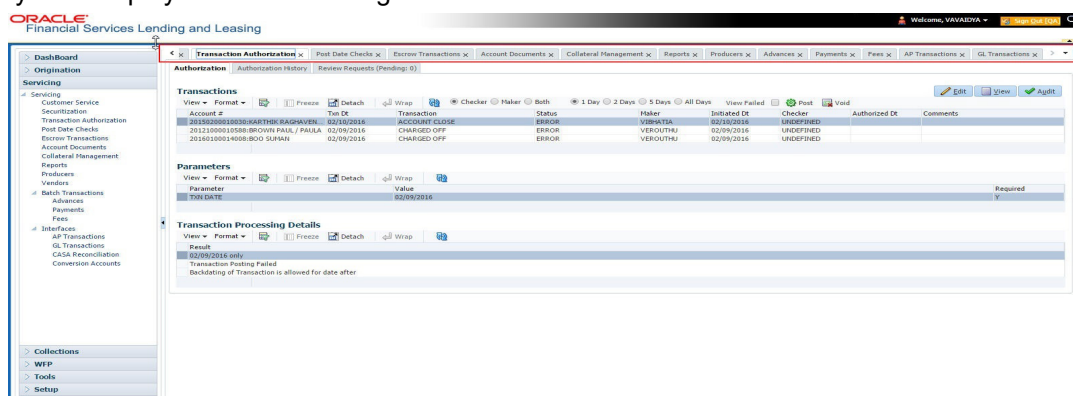 ORACLE
Financial Services Lending and Leasing
Welcome, VAVAIDYA
Sign Out [QA]
DashBoard
Origination
Servicing
Servicing
Customer Service
Securitization
Transaction Authorization
Post Date Checks
Escrow Transactions
Account Documents
Collateral Management
Reports
Producers
Vendors
Batch Transactions
Advances
Payments
Fees
Interfaces
AP Transactions
GL Transactions
CASA Reconciliation
Conversion Accounts
Collections
WFP
Tools
Setup
Transaction Authorization x Post Date Checks x Escrow Transactions x Account Documents x Collateral Management x Reports x Producers x Advances x Payments x Fees x AP Transactions x GL Transactions x
Authorization Authorization History Review Requests (Pending: 0)
Transactions
Edit View Audit
View Format Freeze Detach Wrap Checker Maker Both 1 Day 2 Days 5 Days All Days View Failed Post Void
Account # Txn Dt Transaction Status Maker Initiated Dt Checker Authorized Dt Comments
20150200010030:KARTHIK RAGHAVEN... 02/10/2016 ACCOUNT CLOSE ERROR VIBHATIA 02/10/2016 UNDEFINED
20121000010588:BROWN PAUL / PAULA 02/09/2016 CHARGED OFF ERROR VEROUTHU 02/09/2016 UNDEFINED
20160100014008:BOO SUMAN 02/09/2016 CHARGED OFF ERROR VEROUTHU 02/09/2016 UNDEFINED
Parameters
View Format Freeze Detach Wrap
Parameter Value Required
TXN DATE 02/09/2016 Y
Transaction Processing Details
View Format Freeze Detach Wrap
Result
02/09/2016 only
Transaction Posting Failed
Backdating of Transaction is allowed for date after